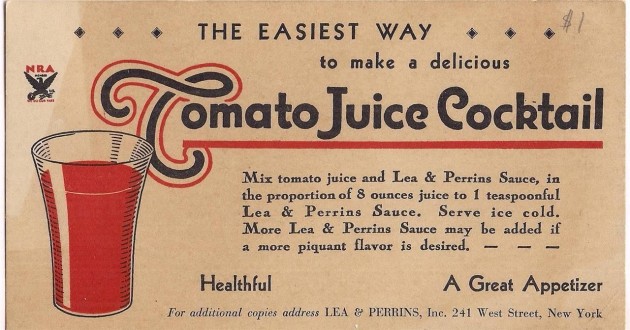 THE EASIEST WAY
$1
to make a delicious
NRA
Tomato Juice Cocktail
Mix tomato juice and Lea & Perrins Sauce, in
the proportion of 8 ounces juice to 1 teaspoonful
Lea & Perrins Sauce. Serve ice cold.
More Lea & Perrins Sauce may be added if
a more piquant flavor is desired. — — —
Healthful
A Great Appetizer
For additional copies address LEA & PERRINS, Inc. 241 West Street, New York